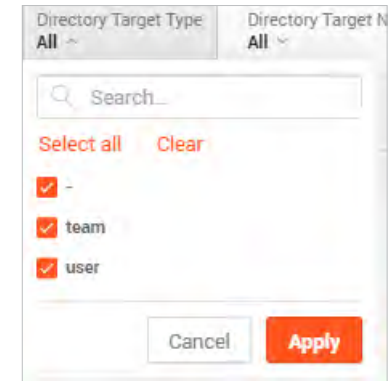 Directory Target Type Directory Target N
All All
Search...
Select all Clear
-
team
user
Cancel Apply